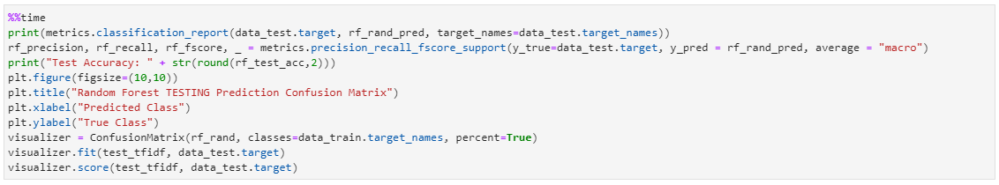 %%time
print(metrics.classification_report(data_test.target, rf_rand_pred, target_names=data_test.target_names))
rf_precision, rf_recall, rf_fscore, _ = metrics.precision_recall_fscore_support(y_true=data_test.target, y_pred = rf_rand_pred, average = "macro")
print("Test Accuracy: " + str(round(rf_test_acc,2)))
plt.figure(figsize=(10,10))
plt.title("Random Forest TESTING Prediction Confusion Matrix")
plt.xlabel("Predicted Class")
plt.ylabel("True Class")
visualizer = ConfusionMatrix(rf_rand, classes=data_train.target_names, percent=True)
visualizer.fit(test_tfidf, data_test.target)
visualizer.score(test_tfidf, data_test.target)